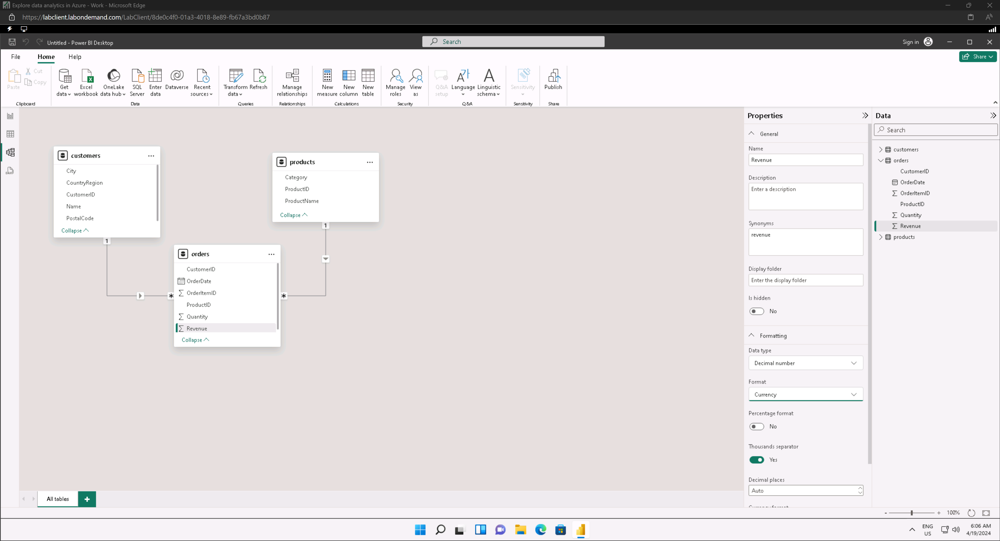 Explore data analytics in Azure - Work - Microsoft Edge
https://labclient.labondemand.com/LabClient/8de0c4f0-01a3-4018-8e89-fb67a3bd0b87
Untitled - Power BI Desktop
Search
Sign in
File
Home
Help
Share
Paste
Cut
Copy
Clipboard
Get data
Excel workbook
OneLake data hub
SQL Server
Enter data
Dataverse
Recent sources
Data
Transform data
Refresh
Queries
Manage relationships
Relationships
New measure
New column
New table
Calculations
Manage roles
View as
Security
Q&A setup
Language
Linguistic schema
Q&A
Sensitivity
Sensitivity
Publish
Share
customers
City
CountryRegion
CustomerID
Name
PostalCode
Collapse
1
products
Category
ProductID
ProductName
Collapse
1
orders
CustomerID
OrderDate
OrderItemID
ProductID
Quantity
Revenue
Collapse
*
*
Properties
General
Name
Revenue
Description
Enter a description
Synonyms
revenue
Display folder
Enter the display folder
Is hidden
No
Formatting
Data type
Decimal number
Format
Currency
Percentage format
No
Thousands separator
Yes
Decimal places
Auto
Data
Search
customers
orders
CustomerID
OrderDate
OrderItemID
ProductID
Quantity
Revenue
products
All tables
+
- + 100%
ENG
US
6:06 AM
4/19/2024